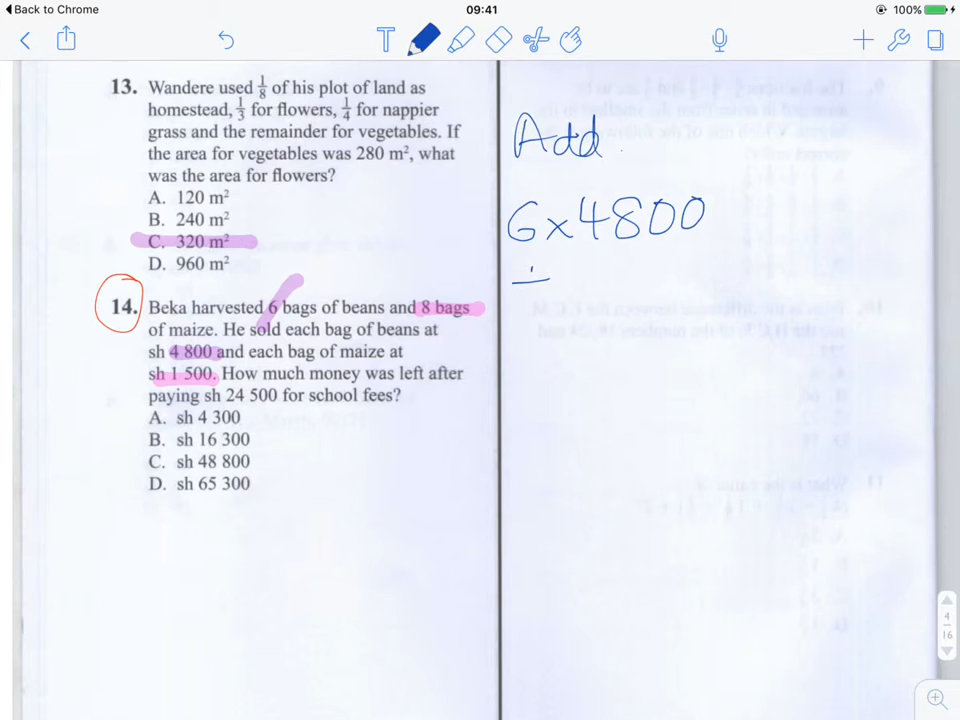 Back to Chrome
09:41
100%
T
13. Wandere used 1/8 of his plot of land as
homestead, 1/3 for flowers, 1/4 for nappier
grass and the remainder for vegetables. If
the area for vegetables was 280 m², what
was the area for flowers?
A. 120 m²
B. 240 m²
C. 320 m²
D. 960 m²
14. Beka harvested 6 bags of beans and 8 bags
of maize. He sold each bag of beans at
sh 4 800 and each bag of maize at
sh 1 500. How much money was left after
paying sh 24 500 for school fees?
A. sh 4 300
B. sh 16 300
C. sh 48 800
D. sh 65 300
Add
6 x 4800
4
16